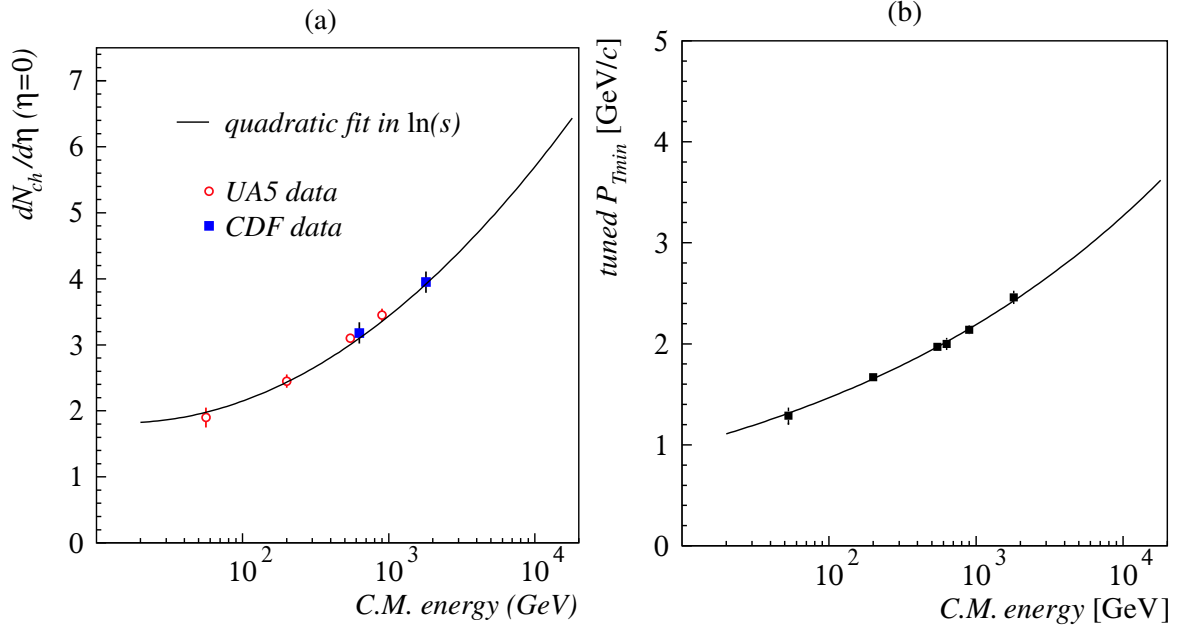 (a)
dN_ch/dη (η=0)
7
6
5
4
3
2
1
0
quadratic fit in ln(s)
UA5 data
CDF data
10^2
10^3
10^4
C.M. energy (GeV)
(b)
tuned P_Tmin [GeV/c]
5
4
3
2
1
0
10^2
10^3
10^4
C.M. energy [GeV]